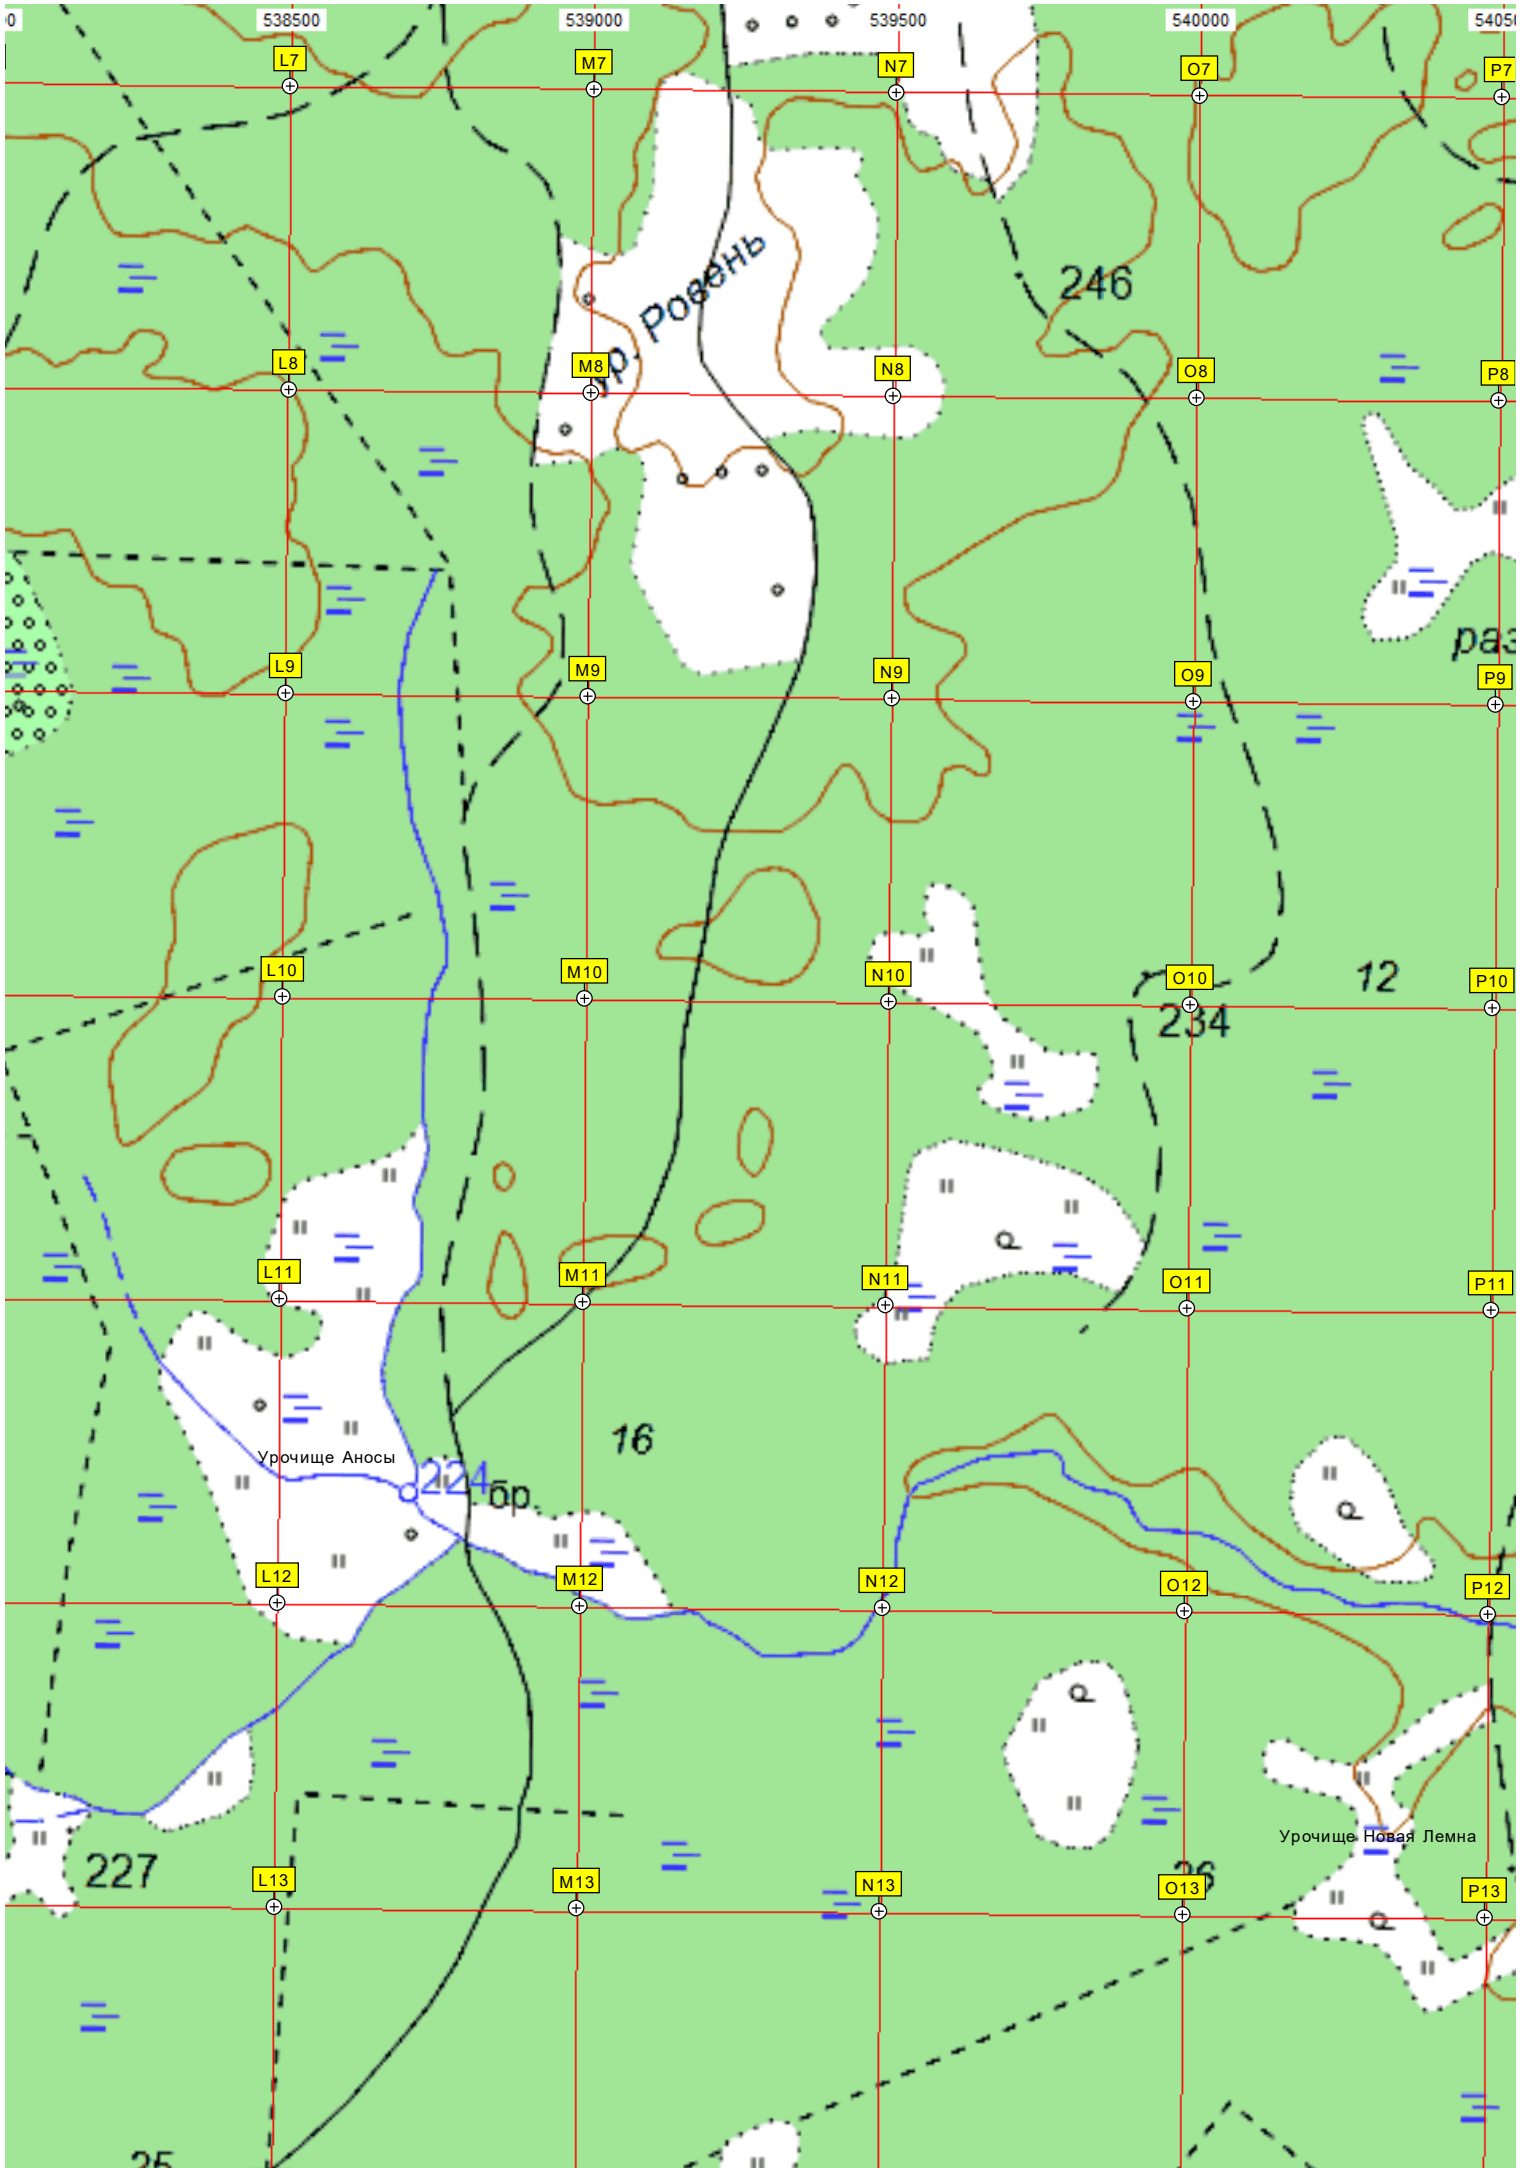 538500 539000 539500 540000
L7 M7 N7 O7 P7
ур. Ровень
246
L8 M8 N8 O8 P8
L9 M9 N9 O9 P9
L10 M10 N10 O10 12 P10
234
L11 M11 N11 O11 P11
16
Урочище Аносы
224 бр
L12 M12 N12 O12 P12
Урочище Новая Лемна
227
26
L13 M13 N13 O13 P13